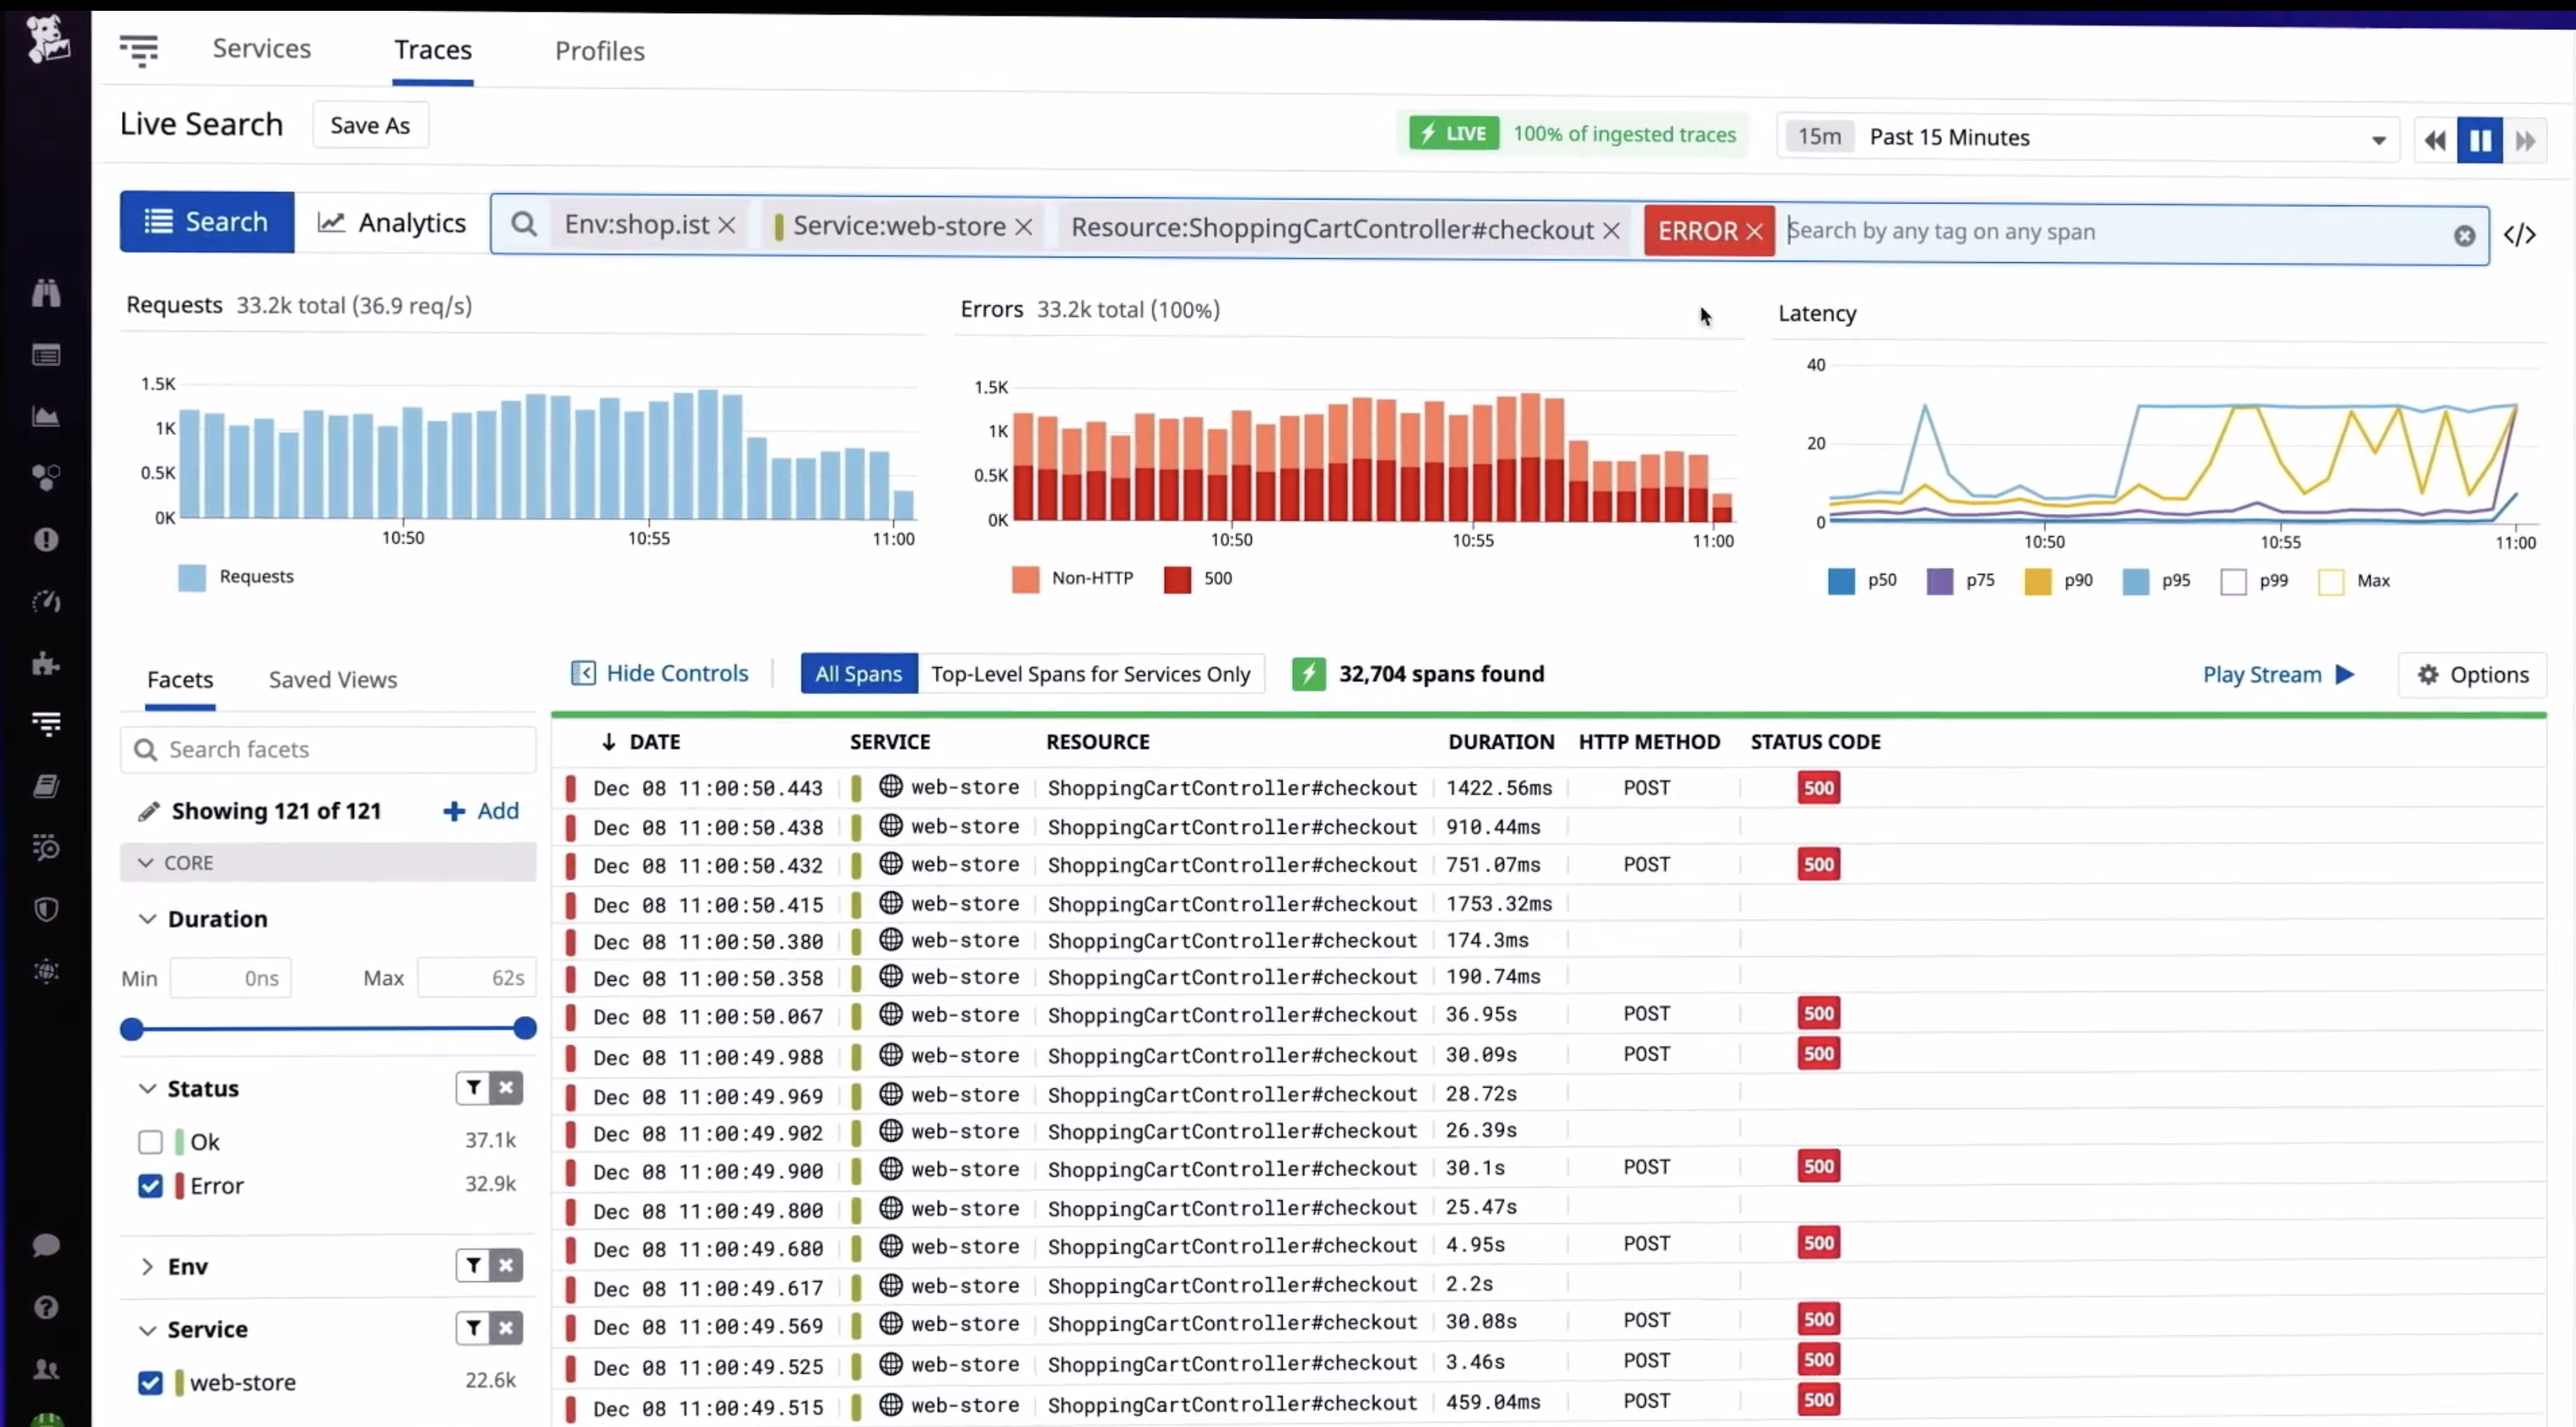 Services Traces Profiles
Live Search Save As LIVE 100% of ingested traces 15m Past 15 Minutes
Search Analytics Env:shop.ist Service:web-store Resource:ShoppingCartController#checkout ERROR Search by any tag on any span </>
Requests 33.2k total (36.9 req/s)
1.5K
1K
0.5K
0K
10:50 10:55 11:00
Requests
Errors 33.2k total (100%)
1.5K
1K
0.5K
0K
10:50 10:55 11:00
Non-HTTP 500
Latency
40
20
0
10:50 10:55 11:00
p50 p75 p90 p95 p99 Max
Facets Saved Views
Search facets
Showing 121 of 121 + Add
CORE
Duration
Min 0ns Max 62s
Status
Ok 37.1k
Error 32.9k
Env
Service
web-store 22.6k
Hide Controls All Spans Top-Level Spans for Services Only 32,704 spans found Play Stream Options
DATE SERVICE RESOURCE DURATION HTTP METHOD STATUS CODE
Dec 08 11:00:50.443 web-store ShoppingCartController#checkout 1422.56ms POST 500
Dec 08 11:00:50.438 web-store ShoppingCartController#checkout 910.44ms
Dec 08 11:00:50.432 web-store ShoppingCartController#checkout 751.07ms POST 500
Dec 08 11:00:50.415 web-store ShoppingCartController#checkout 1753.32ms
Dec 08 11:00:50.380 web-store ShoppingCartController#checkout 174.3ms
Dec 08 11:00:50.358 web-store ShoppingCartController#checkout 190.74ms
Dec 08 11:00:50.067 web-store ShoppingCartController#checkout 36.95s POST 500
Dec 08 11:00:49.988 web-store ShoppingCartController#checkout 30.09s POST 500
Dec 08 11:00:49.969 web-store ShoppingCartController#checkout 28.72s
Dec 08 11:00:49.902 web-store ShoppingCartController#checkout 26.39s
Dec 08 11:00:49.900 web-store ShoppingCartController#checkout 30.1s POST 500
Dec 08 11:00:49.800 web-store ShoppingCartController#checkout 25.47s
Dec 08 11:00:49.680 web-store ShoppingCartController#checkout 4.95s POST 500
Dec 08 11:00:49.617 web-store ShoppingCartController#checkout 2.2s
Dec 08 11:00:49.569 web-store ShoppingCartController#checkout 30.08s POST 500
Dec 08 11:00:49.525 web-store ShoppingCartController#checkout 3.46s POST 500
Dec 08 11:00:49.515 web-store ShoppingCartController#checkout 459.04ms POST 500